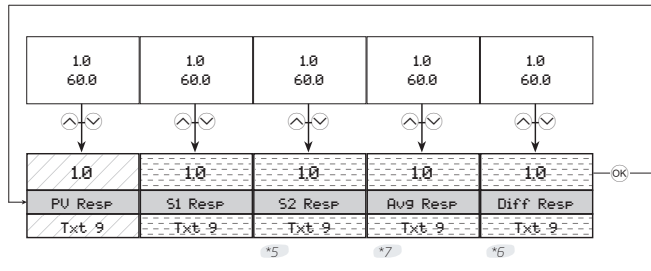 1.0 1.0 1.0 1.0 1.0
60.0 60.0 60.0 60.0 60.0
1.0 1.0 1.0 1.0 1.0 OK
PV Resp S1 Resp S2 Resp Avg Resp Diff Resp
Txt 9 Txt 9 Txt 9 Txt 9 Txt 9
*5 *7 *6